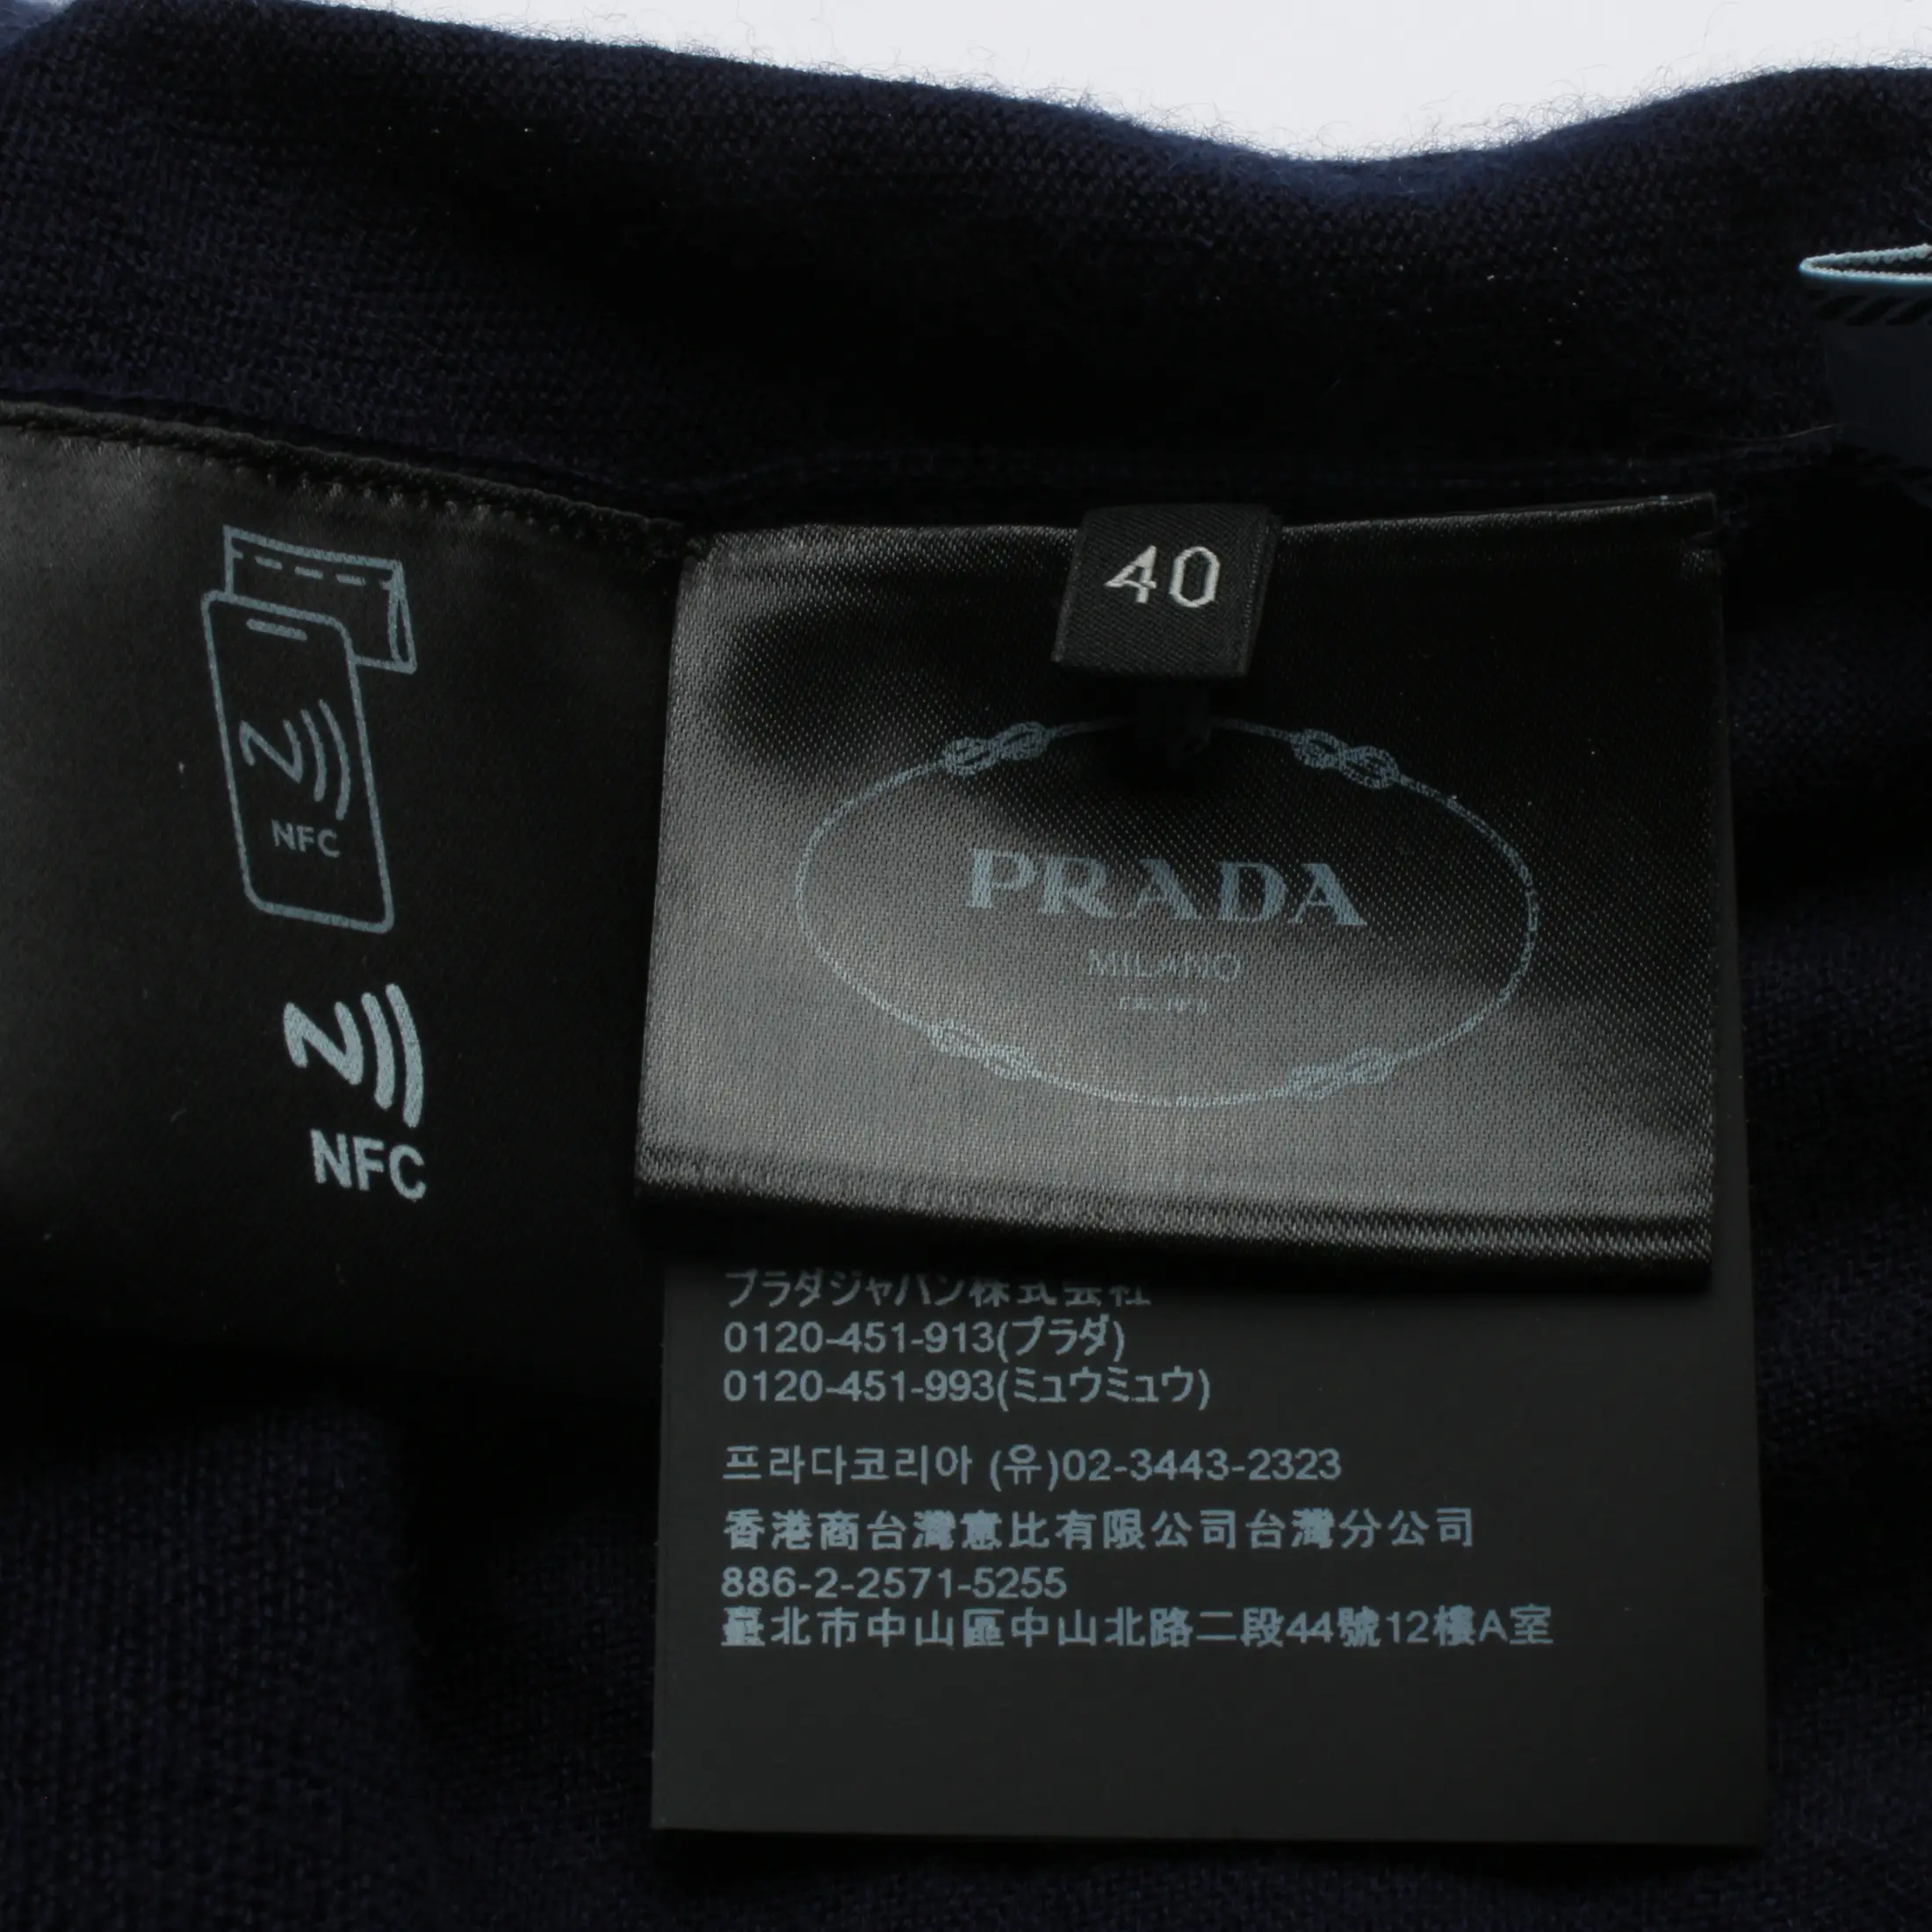 NFC
NFC
40
PRADA
MILANO
プラダジャパン株式会社
0120-451-913(プラダ)
0120-451-993(ミュウミュウ)
프라다코리아 (유)02-3443-2323
香港商台灣意比有限公司台灣分公司
886-2-2571-5255
臺北市中山區中山北路二段44號12樓A室